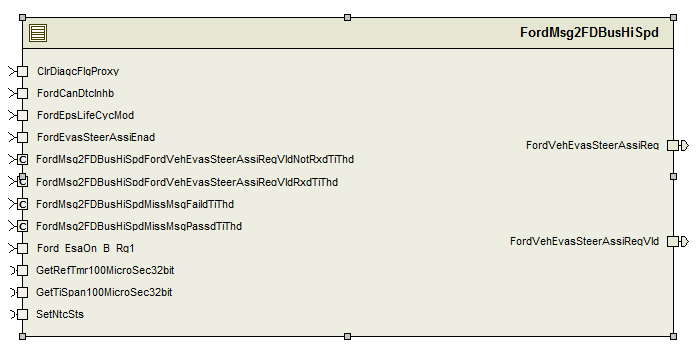 FordMsg2FDBusHiSpd
ClrDiagcFlgProxy
FordCanDtcInhb
FordEpsLifeCycMod
FordEvasSteerAssiEnad
FordVehEvasSteerAssiReq
C FordMsg2FDBusHiSpdFordVehEvasSteerAssiReqVldNotRxdTiThd
C FordMsg2FDBusHiSpdFordVehEvasSteerAssiReqVldRxdTiThd
C FordMsg2FDBusHiSpdMissMsgFaildTiThd
C FordMsg2FDBusHiSpdMissMsgPassdTiThd
Ford_EsaOn_B_Rq1
FordVehEvasSteerAssiReqVld
GetRefTmr100MicroSec32bit
GetTiSpan100MicroSec32bit
SetNtcSts